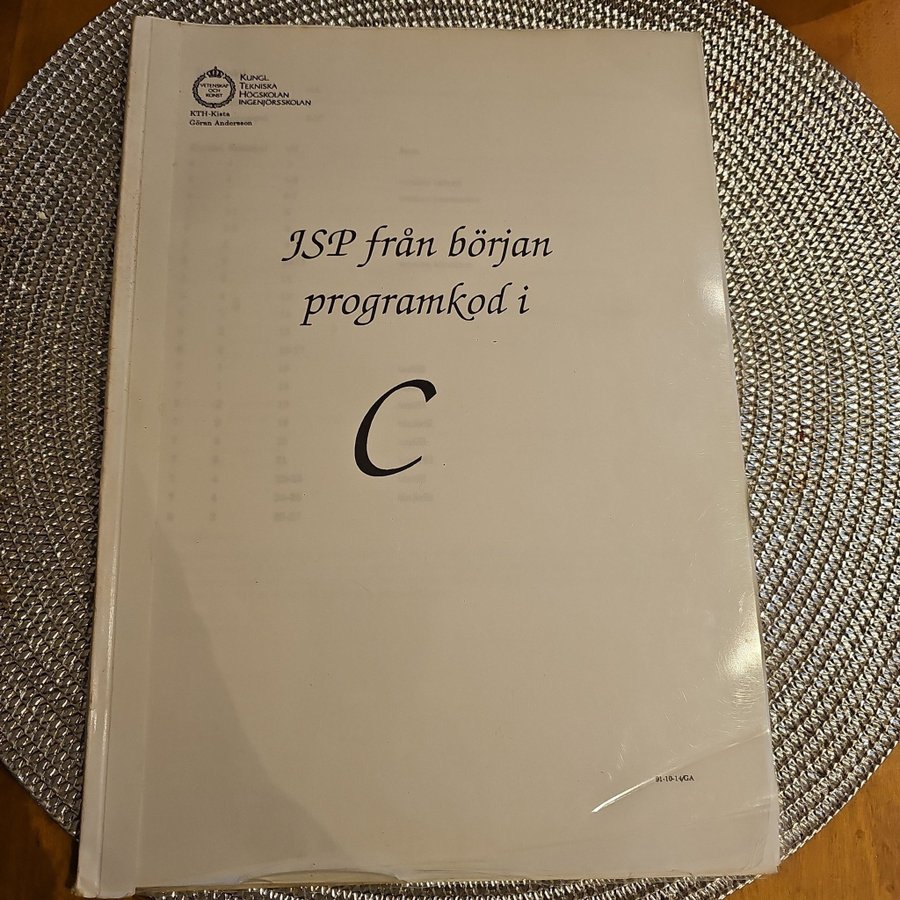 VETENSKAP
OCH
KONST
KUNGL
TEKNISKA
HÖGSKOLAN
INGENJÖRSSKOLAN
KTH-Kista
Göran Andersson
JSP från början
programkod i
C
91-10-14/GA